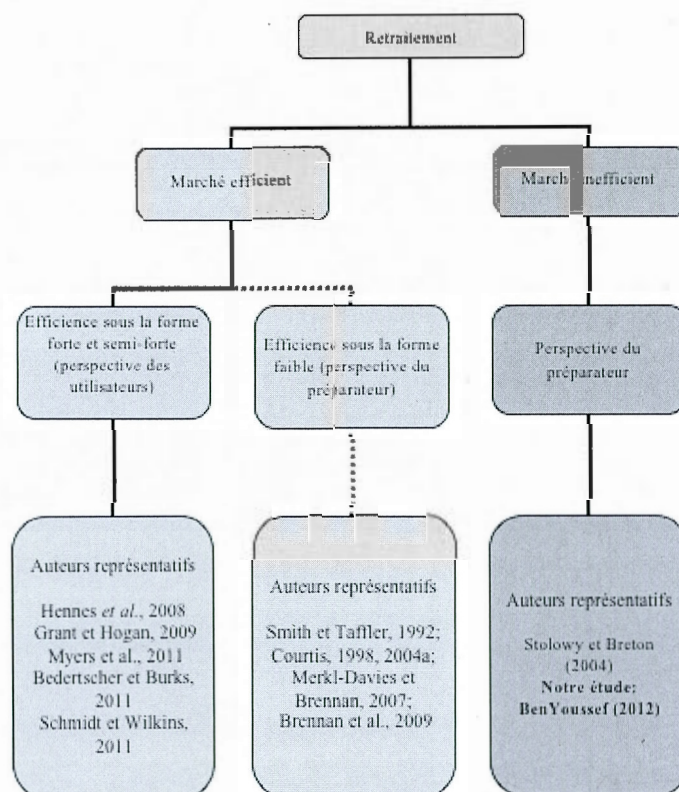 Retraitement
Marché efficient
Marché inefficient
Efficience sous la forme
forte et semi-forte
(perspective des
utilisateurs)
Efficience sous la forme
faible (perspective du
préparateur)
Perspective du
préparateur
Auteurs représentatifs
Hennes et al., 2008
Grant et Hogan, 2009
Myers et al., 2011
Bedertscher et Burks,
2011
Schmidt et Wilkins,
2011
Auteurs représentatifs
Smith et Taffler, 1992;
Courtis, 1998, 2004a;
Merkl-Davies et
Brennan, 2007;
Brennan et al., 2009
Auteurs représentatifs
Stolowy et Breton
(2004)
Notre étude;
BenYoussef (2012)